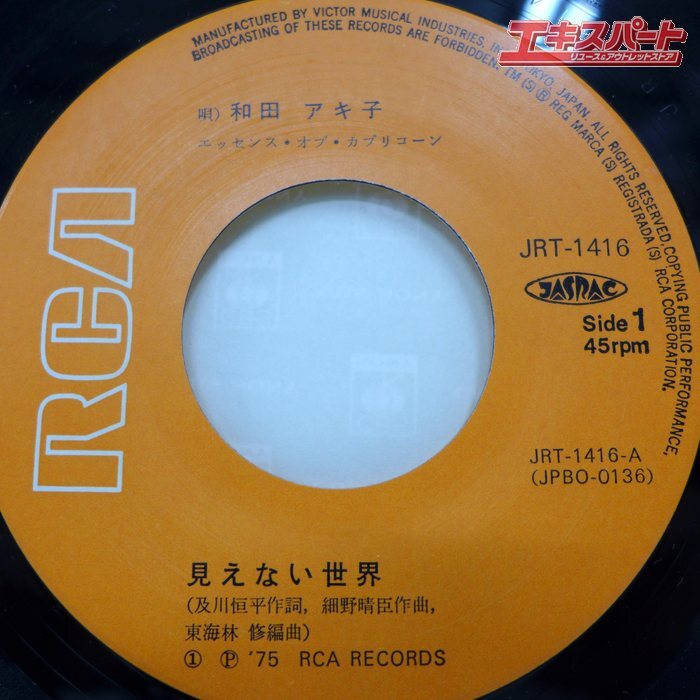 エキスパート
リユース&アウトレットストア
MANUFACTURED BY VICTOR MUSICAL INDUSTRIES, INC. TOKYO, JAPAN. ALL RIGHTS RESERVED, COPYING PUBLIC PERFORMANCE,
BROADCASTING OF THESE RECORDS ARE FORBIDDEN. TM (S) ® REG MARCA (S) REGISTRADA (S) RCA CORPORATION.
唄) 和田 アキ子
エッセンス・オブ・カプリコーン
RCA
JRT-1416
JASRAC
Side 1
45rpm
JRT-1416-A
(JPBO-0136)
見えない世界
(及川恒平作詞, 細野晴臣作曲,
東海林 修編曲)
① Ⓟ '75 RCA RECORDS